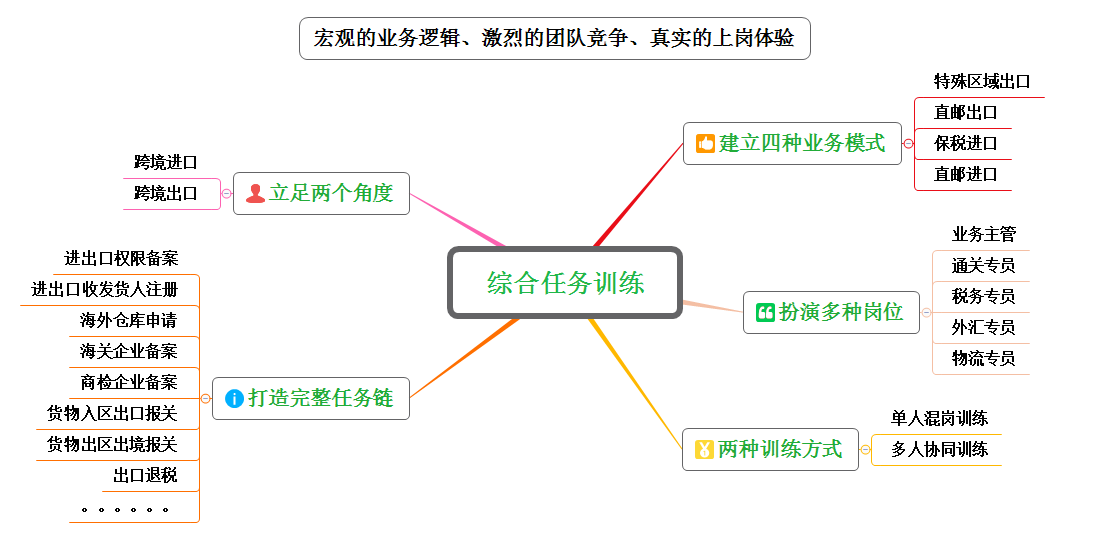 宏观的业务逻辑、激烈的团队竞争、真实的上岗体验
综合任务训练
建立四种业务模式
特殊区域出口
直邮出口
保税进口
直邮进口
扮演多种岗位
业务主管
通关专员
税务专员
外汇专员
物流专员
两种训练方式
单人混岗训练
多人协同训练
立足两个角度
跨境进口
跨境出口
打造完整任务链
进出口权限备案
进出口收发货人注册
海外仓库申请
海关企业备案
商检企业备案
货物入区出口报关
货物出区出境报关
出口退税
。。。。。。